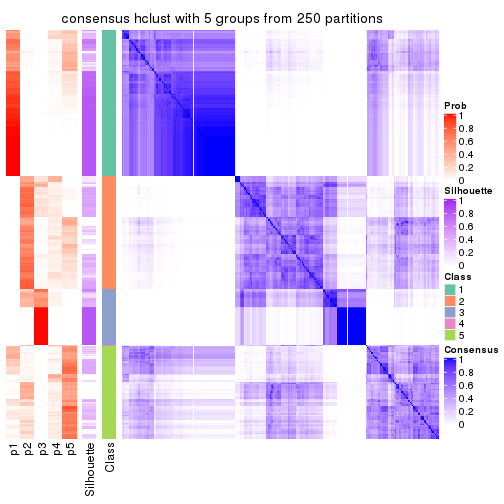 consensus hclust with 5 groups from 250 partitions
Prob
1
0.8
0.6
0.4
0.2
0
Silhouette
1
0.8
0.6
0.4
0.2
0
Class
1
2
3
4
5
Consensus
1
0.8
0.6
0.4
0.2
0
p1
p2
p3
p4
p5
Silhouette
Class